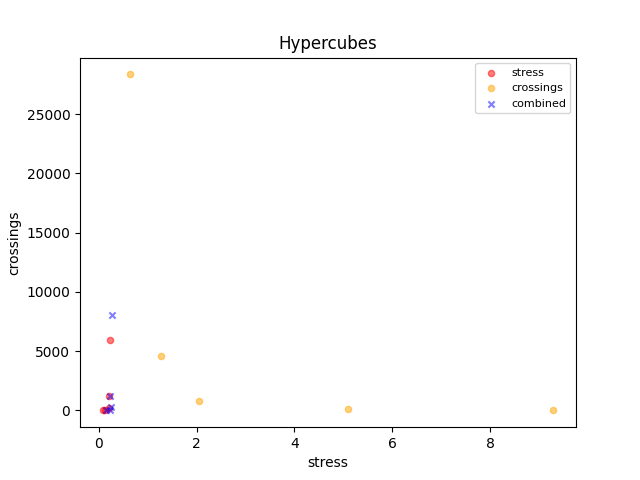 Hypercubes
stress
crossings
combined
crossings
25000
20000
15000
10000
5000
0
0 2 4 6 8
stress